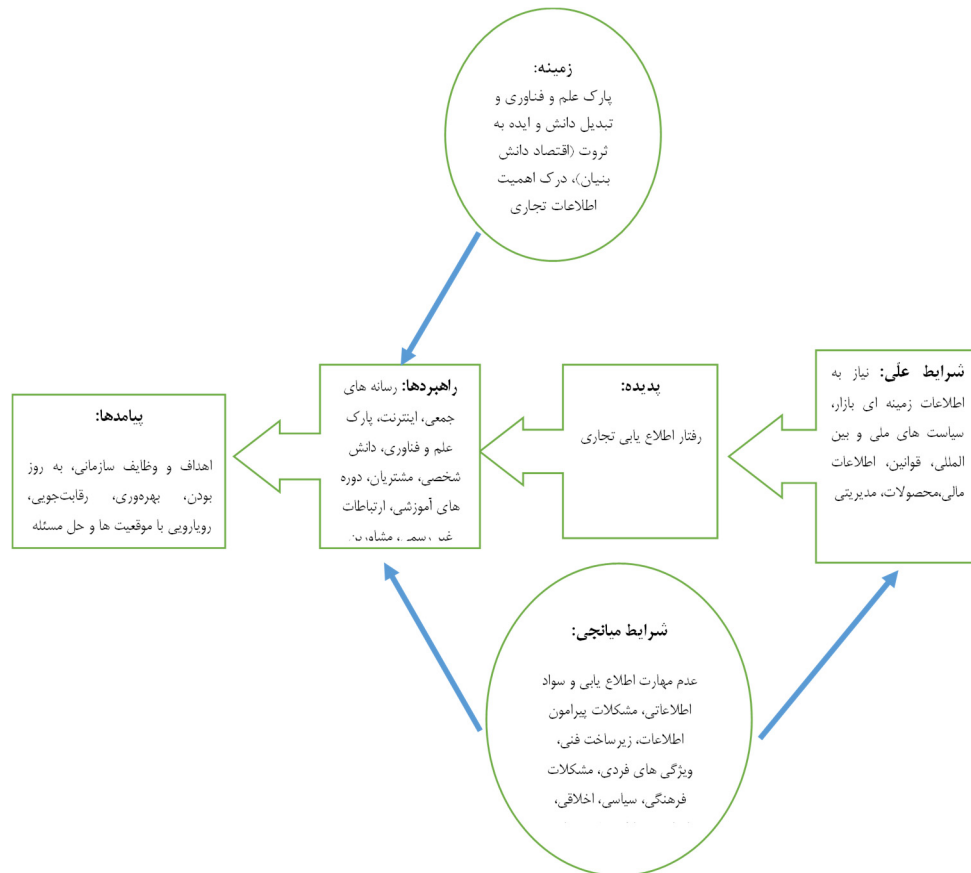 زمینه:
پارک علم و فناوری و
تبدیل دانش و ایده به
ثروت (اقتصاد دانش
بنیان)، درک اهمیت
اطلاعات تجاری
شرایط علّی: نیاز به
اطلاعات زمینه ای بازار،
سیاست های ملی و بین
المللی، قوانین، اطلاعات
مالی،محصولات، مدیریتی
پدیده:
رفتار اطلاع یابی تجاری
راهبردها: رسانه های
جمعی، اینترنت، پارک
علم و فناوری، دانش
شخصی، مشتریان، دوره
های آموزشی، ارتباطات
غیر رسمی، مشاورین
پیامدها:
اهداف و وظایف سازمانی، به روز
بودن، بهره‌وری، رقابت‌جویی،
رویارویی با موقعیت ها و حل مسئله
شرایط میانجی:
عدم مهارت اطلاع یابی و سواد
اطلاعاتی، مشکلات پیرامون
اطلاعات، زیرساخت فنی،
ویژگی های فردی، مشکلات
فرهنگی، سیاسی، اخلاقی،